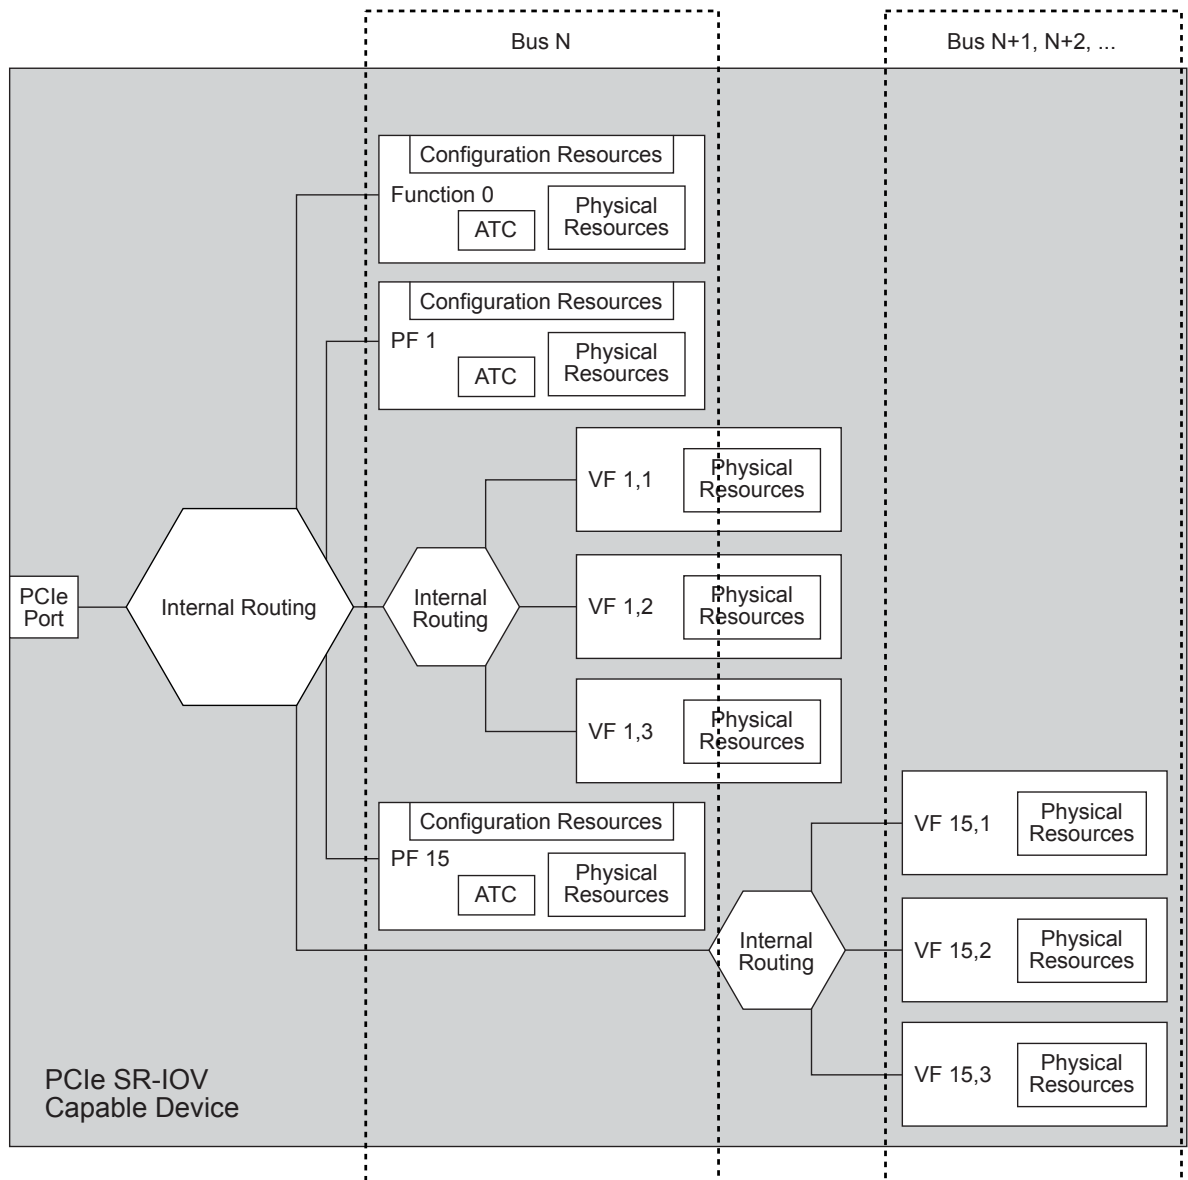 Bus N
Bus N+1, N+2, ...
Configuration Resources
Function 0
ATC
Physical
Resources
Configuration Resources
PF 1
ATC
Physical
Resources
VF 1,1
Physical
Resources
PCIe
Port
Internal Routing
Internal
Routing
VF 1,2
Physical
Resources
VF 1,3
Physical
Resources
Configuration Resources
PF 15
ATC
Physical
Resources
Internal
Routing
VF 15,1
Physical
Resources
VF 15,2
Physical
Resources
VF 15,3
Physical
Resources
PCIe SR-IOV
Capable Device